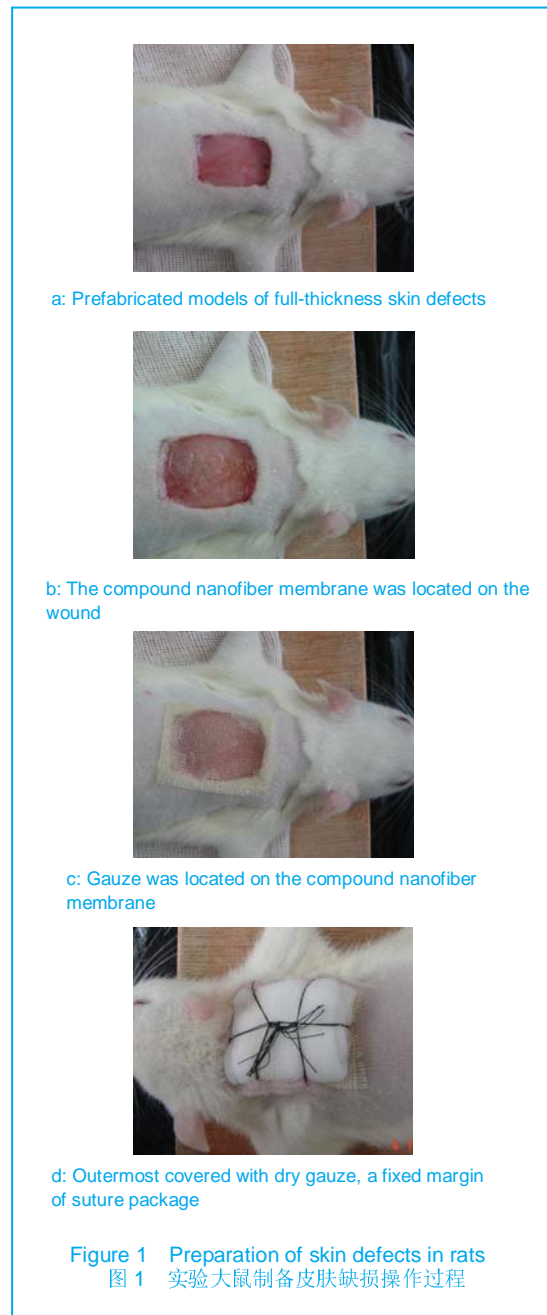 a: Prefabricated models of full-thickness skin defects
b: The compound nanofiber membrane was located on the
wound
c: Gauze was located on the compound nanofiber
membrane
d: Outermost covered with dry gauze, a fixed margin
of suture package
Figure 1 Preparation of skin defects in rats
图 1 实验大鼠制备皮肤缺损操作过程